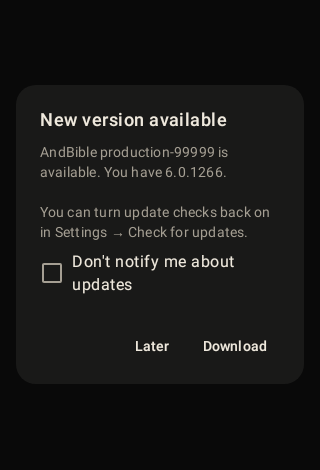 New version available
AndBible production-99999 is
available. You have 6.0.1266.
You can turn update checks back on
in Settings → Check for updates.
Don't notify me about
updates
Later
Download